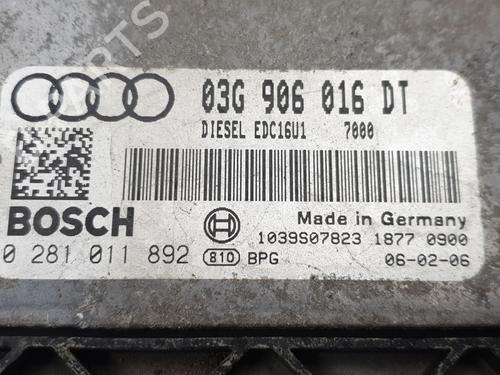 03G 906 016 DT
DIESEL EDC16U1 7000
BOSCH
Made in Germany
0 281 011 892
810 BPG
1039S07823 1877 0900
06-02-06
PARTS